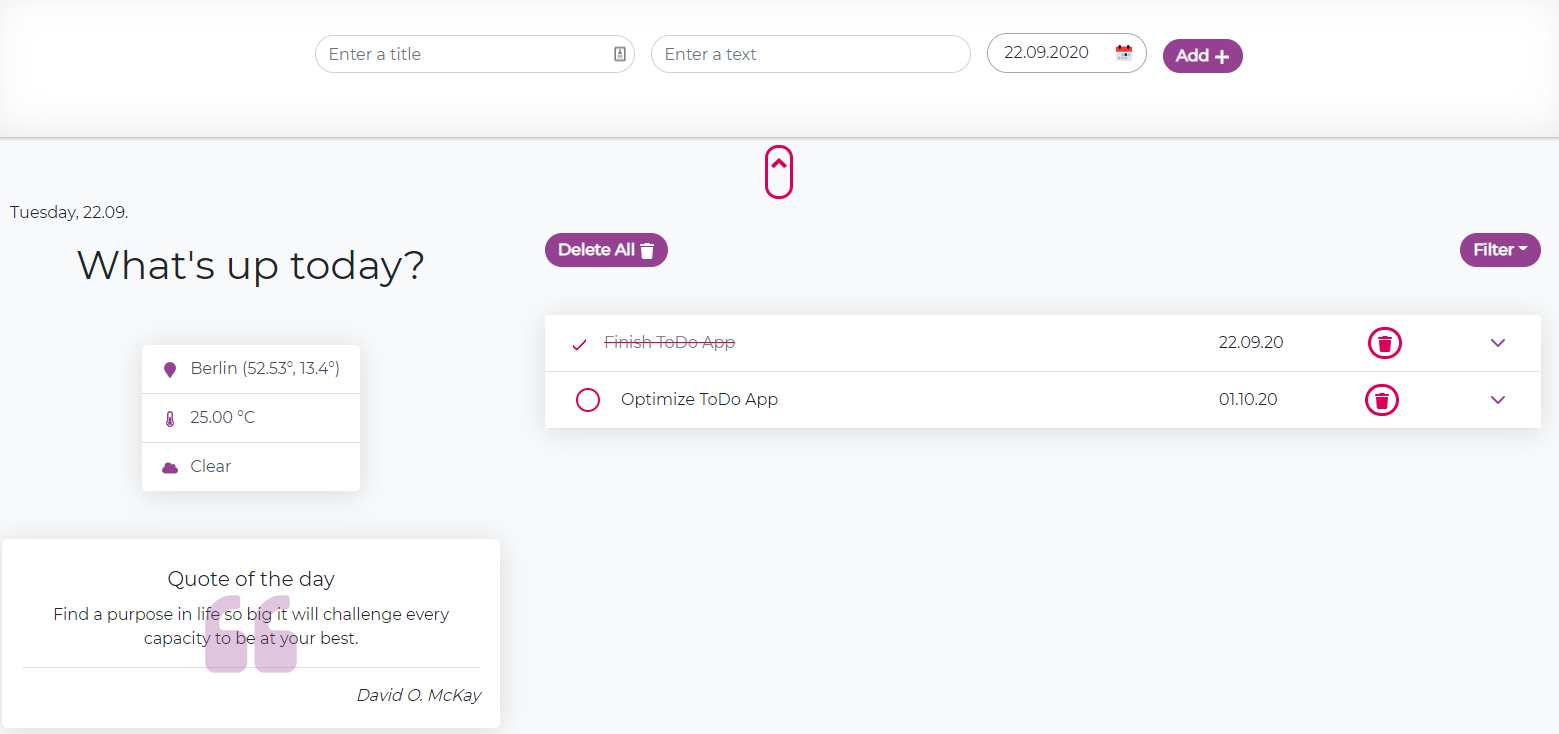 Enter a title Enter a text 22.09.2020 Add +
Tuesday, 22.09.
What's up today?
Delete All Filter
Finish ToDo App 22.09.20
Optimize ToDo App 01.10.20
Berlin (52.53°, 13.4°)
25.00 °C
Clear
Quote of the day
Find a purpose in life so big it will challenge every
capacity to be at your best.
David O. McKay